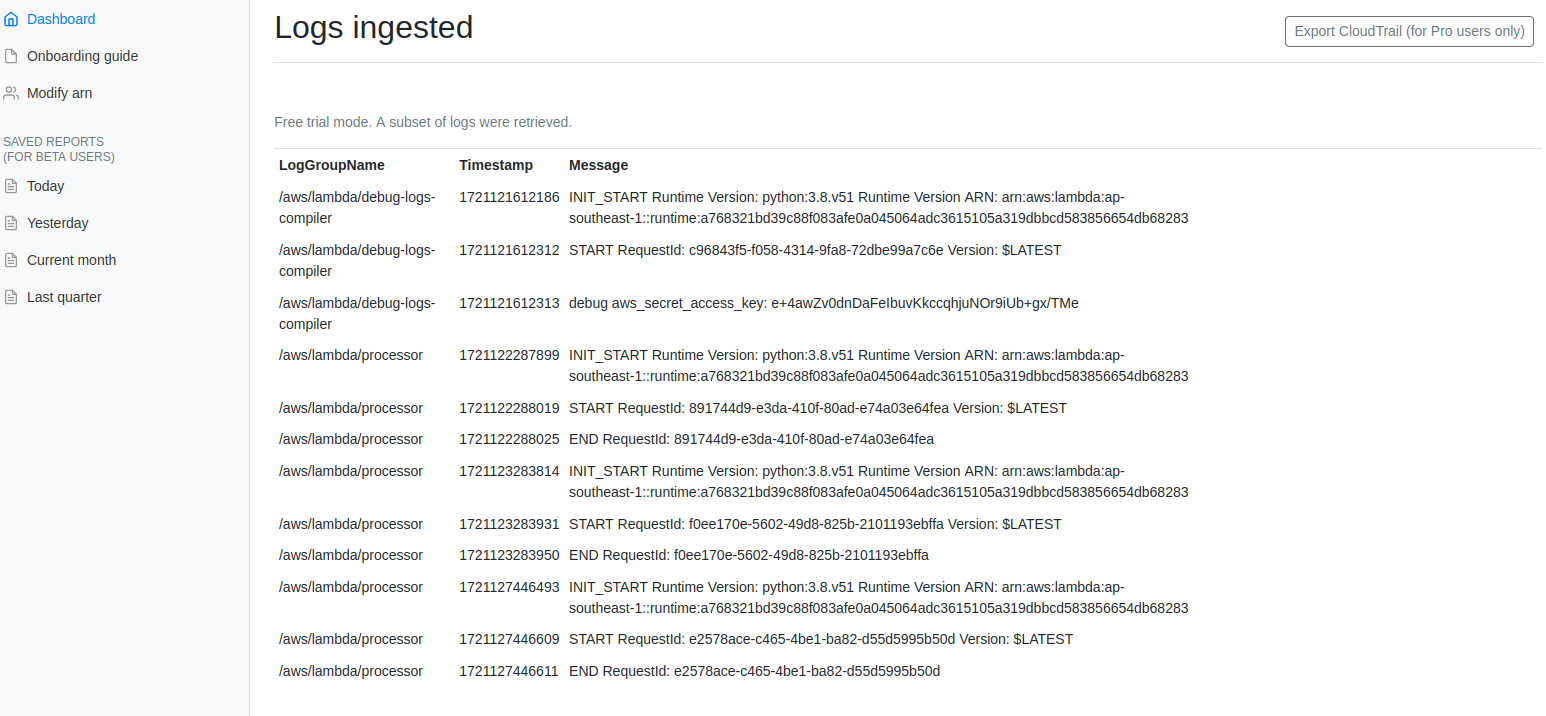 Dashboard
Onboarding guide
Modify arn
SAVED REPORTS
(FOR BETA USERS)
Today
Yesterday
Current month
Last quarter
Logs ingested
Export CloudTrail (for Pro users only)
Free trial mode. A subset of logs were retrieved.
LogGroupName Timestamp Message
/aws/lambda/debug-logs- 1721121612186 INIT_START Runtime Version: python:3.8.v51 Runtime Version ARN: arn:aws:lambda:ap-
compiler southeast-1::runtime:a768321bd39c88f083afe0a045064adc3615105a319dbbcd583856654db68283
/aws/lambda/debug-logs- 1721121612312 START RequestId: c96843f5-f058-4314-9fa8-72dbe99a7c6e Version: $LATEST
compiler
/aws/lambda/debug-logs- 1721121612313 debug aws_secret_access_key: e+4awZv0dnDaFeIbuvKkccqhjuNOr9iUb+gx/TMe
compiler
/aws/lambda/processor 1721122287899 INIT_START Runtime Version: python:3.8.v51 Runtime Version ARN: arn:aws:lambda:ap-
southeast-1::runtime:a768321bd39c88f083afe0a045064adc3615105a319dbbcd583856654db68283
/aws/lambda/processor 1721122288019 START RequestId: 891744d9-e3da-410f-80ad-e74a03e64fea Version: $LATEST
/aws/lambda/processor 1721122288025 END RequestId: 891744d9-e3da-410f-80ad-e74a03e64fea
/aws/lambda/processor 1721123283814 INIT_START Runtime Version: python:3.8.v51 Runtime Version ARN: arn:aws:lambda:ap-
southeast-1::runtime:a768321bd39c88f083afe0a045064adc3615105a319dbbcd583856654db68283
/aws/lambda/processor 1721123283931 START RequestId: f0ee170e-5602-49d8-825b-2101193ebffa Version: $LATEST
/aws/lambda/processor 1721123283950 END RequestId: f0ee170e-5602-49d8-825b-2101193ebffa
/aws/lambda/processor 1721127446493 INIT_START Runtime Version: python:3.8.v51 Runtime Version ARN: arn:aws:lambda:ap-
southeast-1::runtime:a768321bd39c88f083afe0a045064adc3615105a319dbbcd583856654db68283
/aws/lambda/processor 1721127446609 START RequestId: e2578ace-c465-4be1-ba82-d55d5995b50d Version: $LATEST
/aws/lambda/processor 1721127446611 END RequestId: e2578ace-c465-4be1-ba82-d55d5995b50d